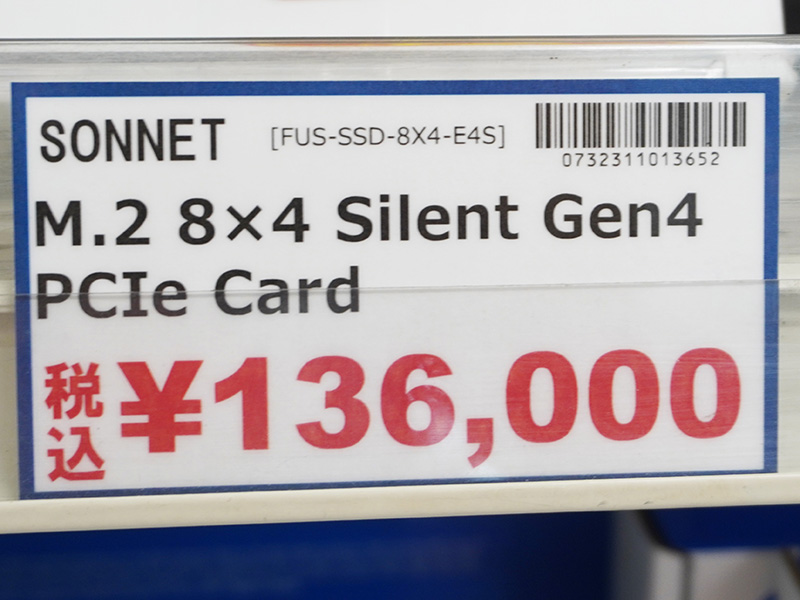 SONNET [FUS-SSD-8X4-E4S]
0732311013652
M.2 8×4 Silent Gen4
PCIe Card
税込 ¥136,000